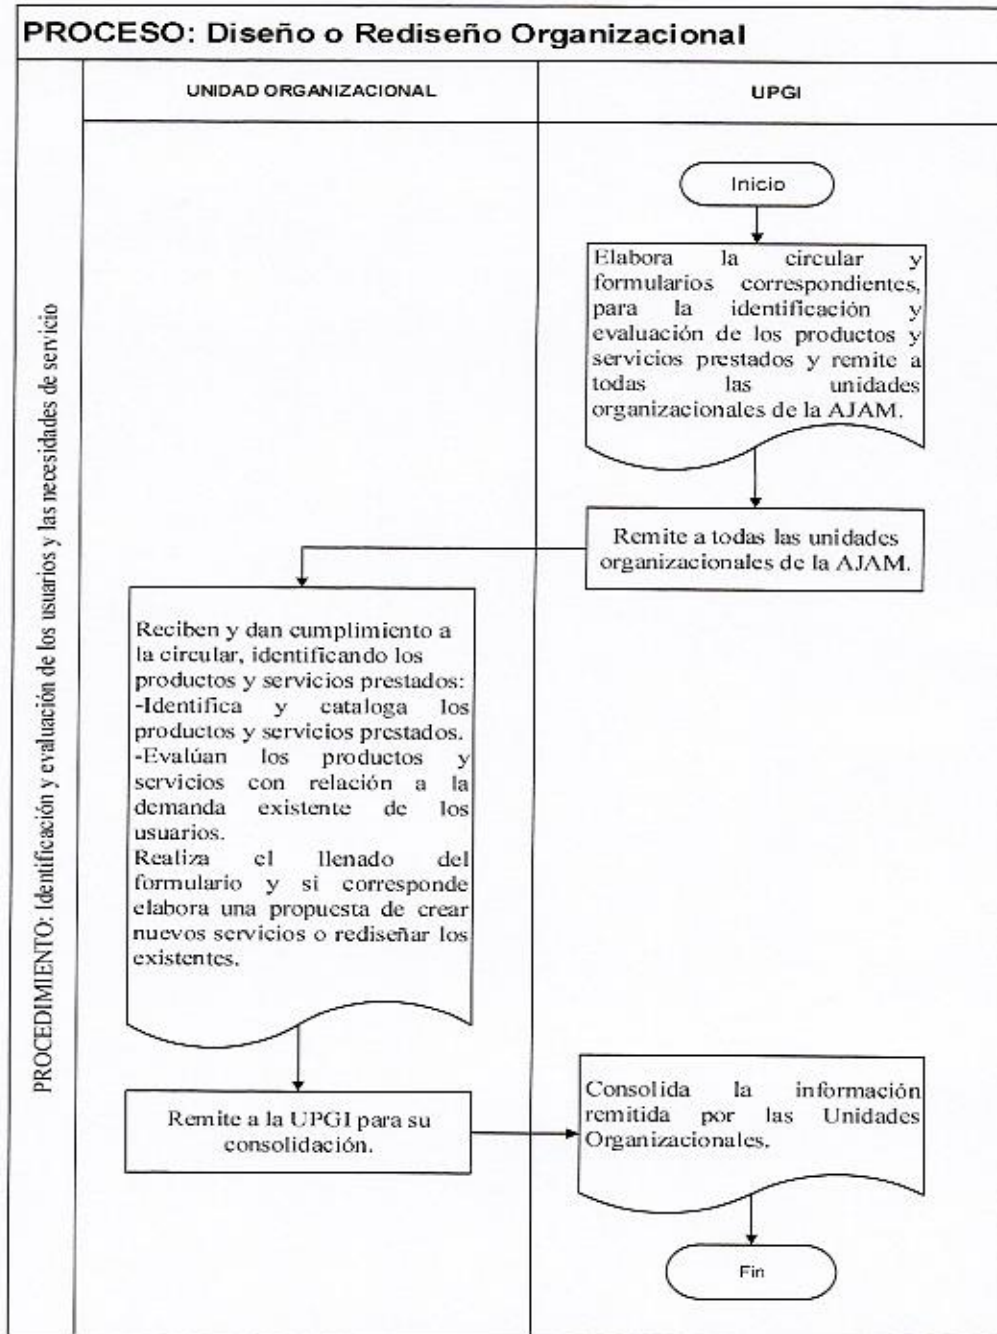 PROCESO: Diseño o Rediseño Organizacional
PROCEDIMIENTO: Identificación y evaluación de los usuarios y las necesidades de servicio
UNIDAD ORGANIZACIONAL
UPGI
Inicio
Elabora la circular y
formularios correspondientes,
para la identificación y
evaluación de los productos y
servicios prestados y remite a
todas las unidades
organizacionales de la AJAM.
Remite a todas las unidades
organizacionales de la AJAM.
Reciben y dan cumplimiento a
la circular, identificando los
productos y servicios prestados:
-Identifica y cataloga los
productos y servicios prestados.
-Evalúan los productos y
servicios con relación a la
demanda existente de los
usuarios.
Realiza el llenado del
formulario y si corresponde
elabora una propuesta de crear
nuevos servicios o rediseñar los
existentes.
Remite a la UPGI para su
consolidación.
Consolida la información
remitida por las Unidades
Organizacionales.
Fin